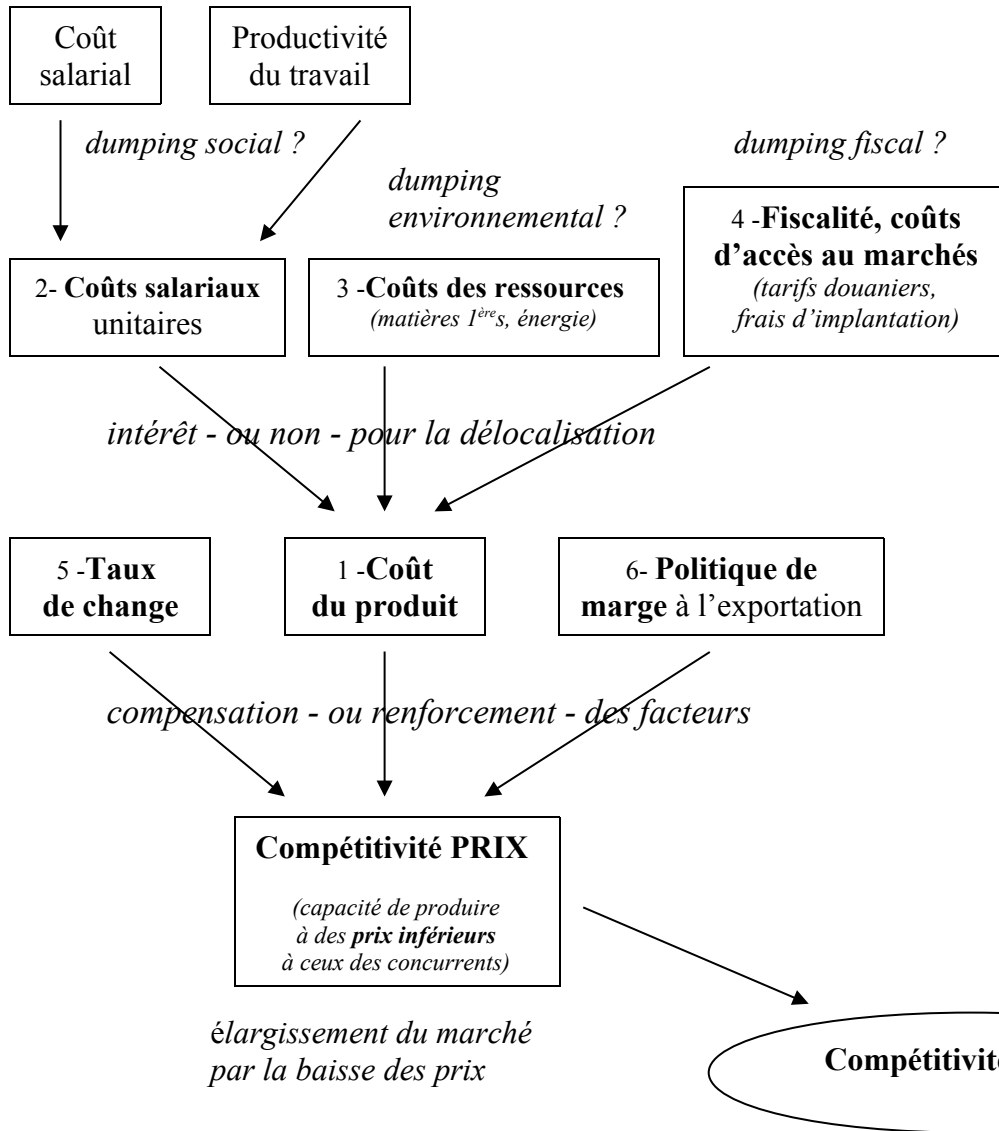 Coût
salarial
Productivité
du travail
dumping social ?
dumping
environnemental ?
dumping fiscal ?
2- Coûts salariaux
unitaires
3 -Coûts des ressources
(matières 1ères, énergie)
4 -Fiscalité, coûts
d’accès au marchés
(tarifs douaniers,
frais d’implantation)
intérêt - ou non - pour la délocalisation
5 -Taux
de change
1 -Coût
du produit
6- Politique de
marge à l’exportation
compensation - ou renforcement - des facteurs
Compétitivité PRIX
(capacité de produire
à des prix inférieurs
à ceux des concurrents)
élargissement du marché
par la baisse des prix
Compétitivité